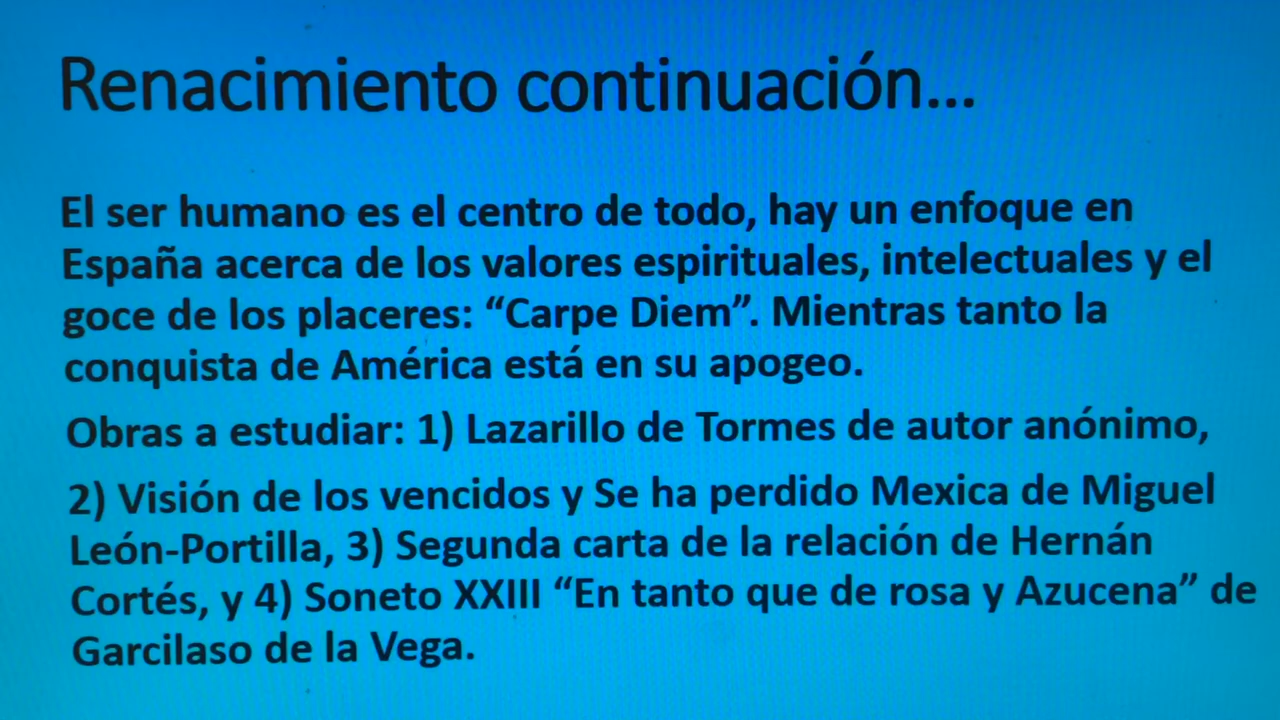 Renacimiento continuación...
El ser humano es el centro de todo, hay un enfoque en
España acerca de los valores espirituales, intelectuales y el
goce de los placeres: “Carpe Diem”. Mientras tanto la
conquista de América está en su apogeo.
Obras a estudiar: 1) Lazarillo de Tormes de autor anónimo,
2) Visión de los vencidos y Se ha perdido Mexica de Miguel
León-Portilla, 3) Segunda carta de la relación de Hernán
Cortés, y 4) Soneto XXIII “En tanto que de rosa y Azucena” de
Garcilaso de la Vega.